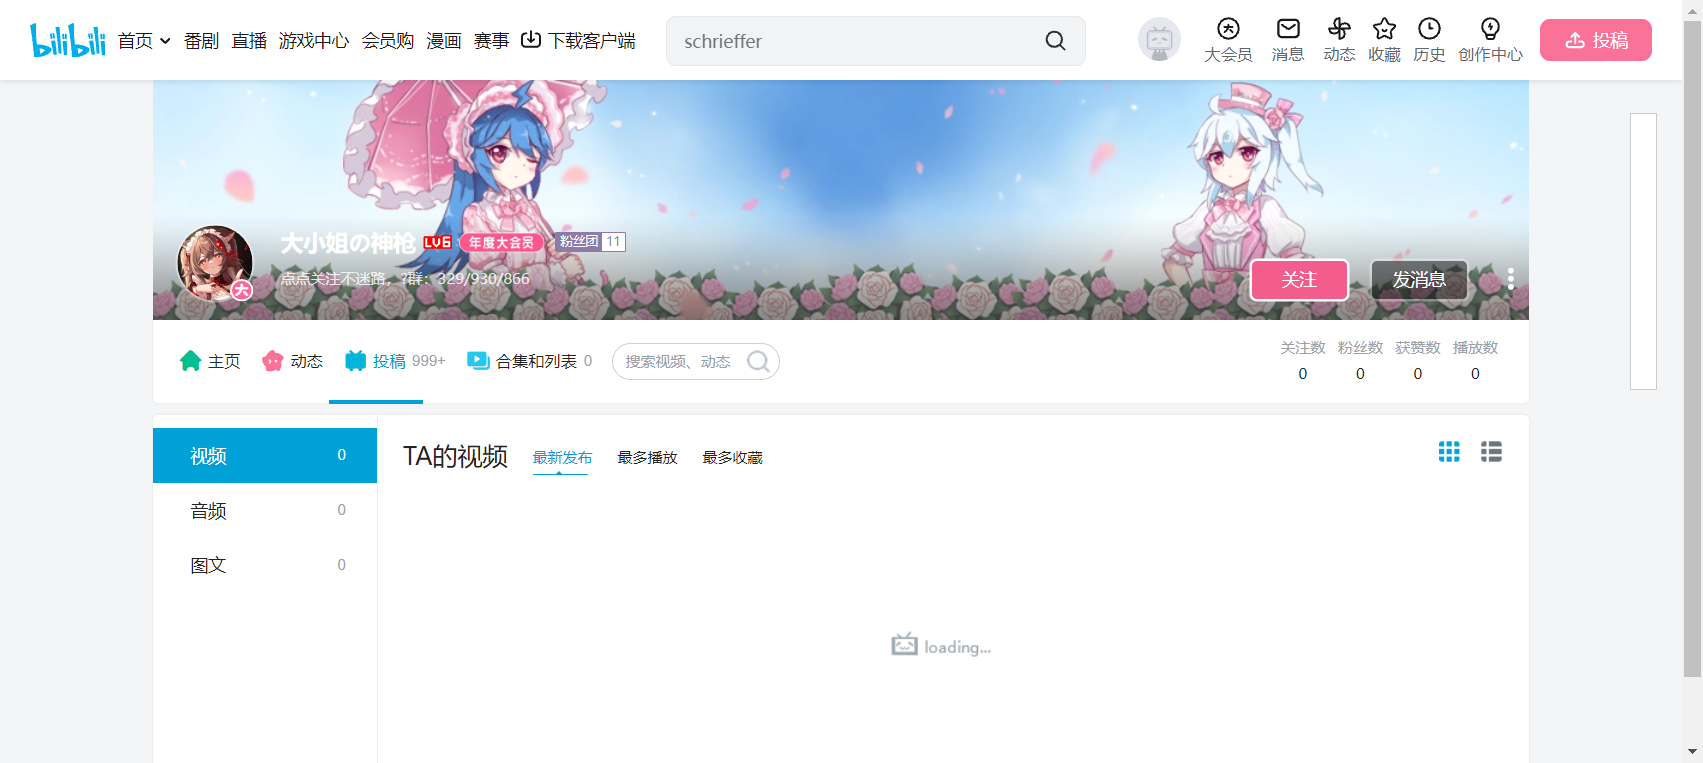 bilibili 首页 番剧 直播 游戏中心 会员购 漫画 赛事 下载客户端 schrieffer 大会员 消息 动态 收藏 历史 创作中心 投稿
大小姐の神枪 LV6 年度大会员 粉丝团 11
点点关注不迷路，?群：329/930/866
关注 发消息
主页 动态 投稿 999+ 合集和列表 0 搜索视频、动态
关注数 粉丝数 获赞数 播放数
0 0 0 0
视频 0
音频 0
图文 0
TA的视频 最新发布 最多播放 最多收藏
loading...